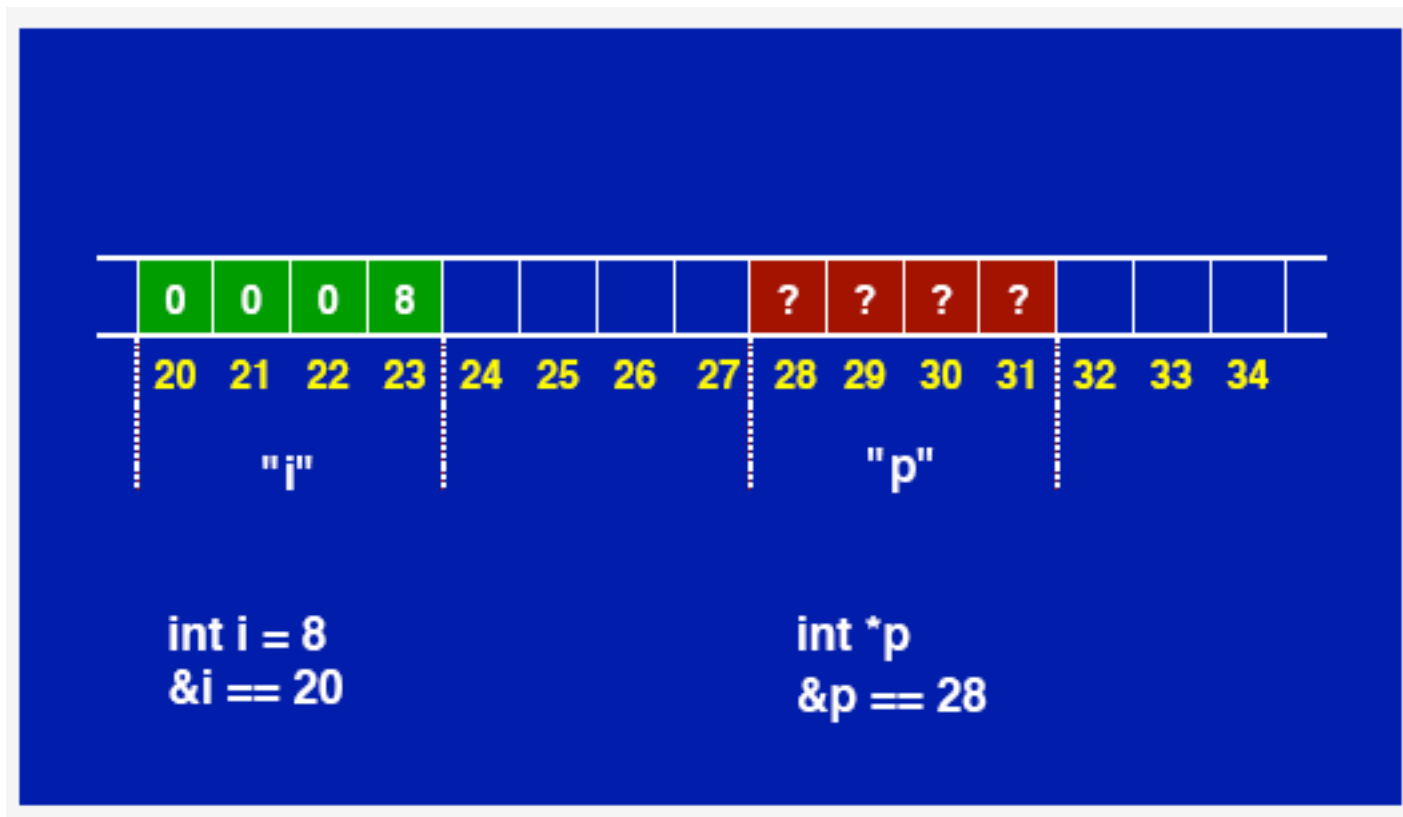 0 0 0 8 ? ? ? ?
20 21 22 23 24 25 26 27 28 29 30 31 32 33 34
"i" "p"
int i = 8 int *p
&i == 20 &p == 28